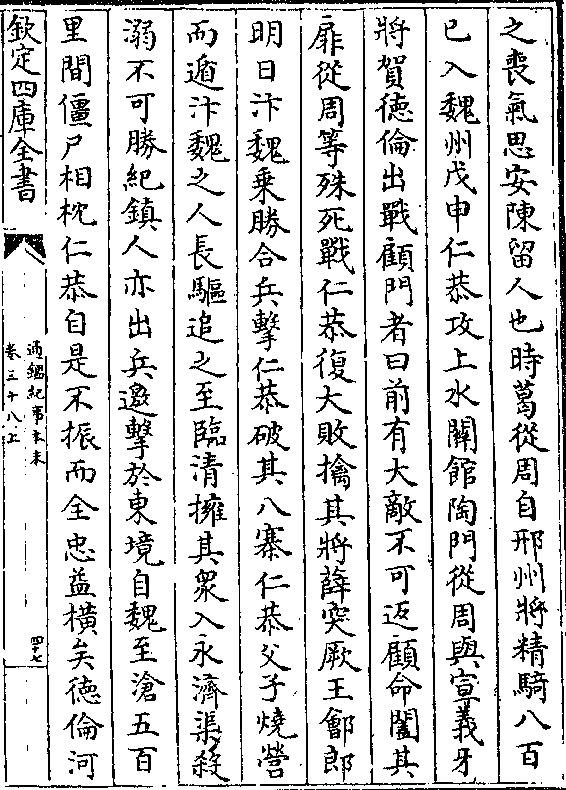 之喪氣思安陳留人也時葛從周自邢州將精騎八百
已入魏州戊申仁恭攻上水關館陶門從周與宣義牙
將賀德倫出戰顧門者曰前有大敵不可返顧命闔其
扉從周等殊死戰仁恭復大敗擒其將薛突厥王鄶郎
明日汴魏乘勝合兵擊仁恭破其八寨仁恭父子燒營
而遁汴魏之人長驅追之至臨清擁其衆入永濟渠殺
溺不可勝紀鎮人亦出兵邀擊於東境自魏至滄五百
里間僵尸相枕仁恭自是不振而全忠益橫矣德倫河
欽定四庫全書
通鑑紀事本末
卷三十八上
四十七